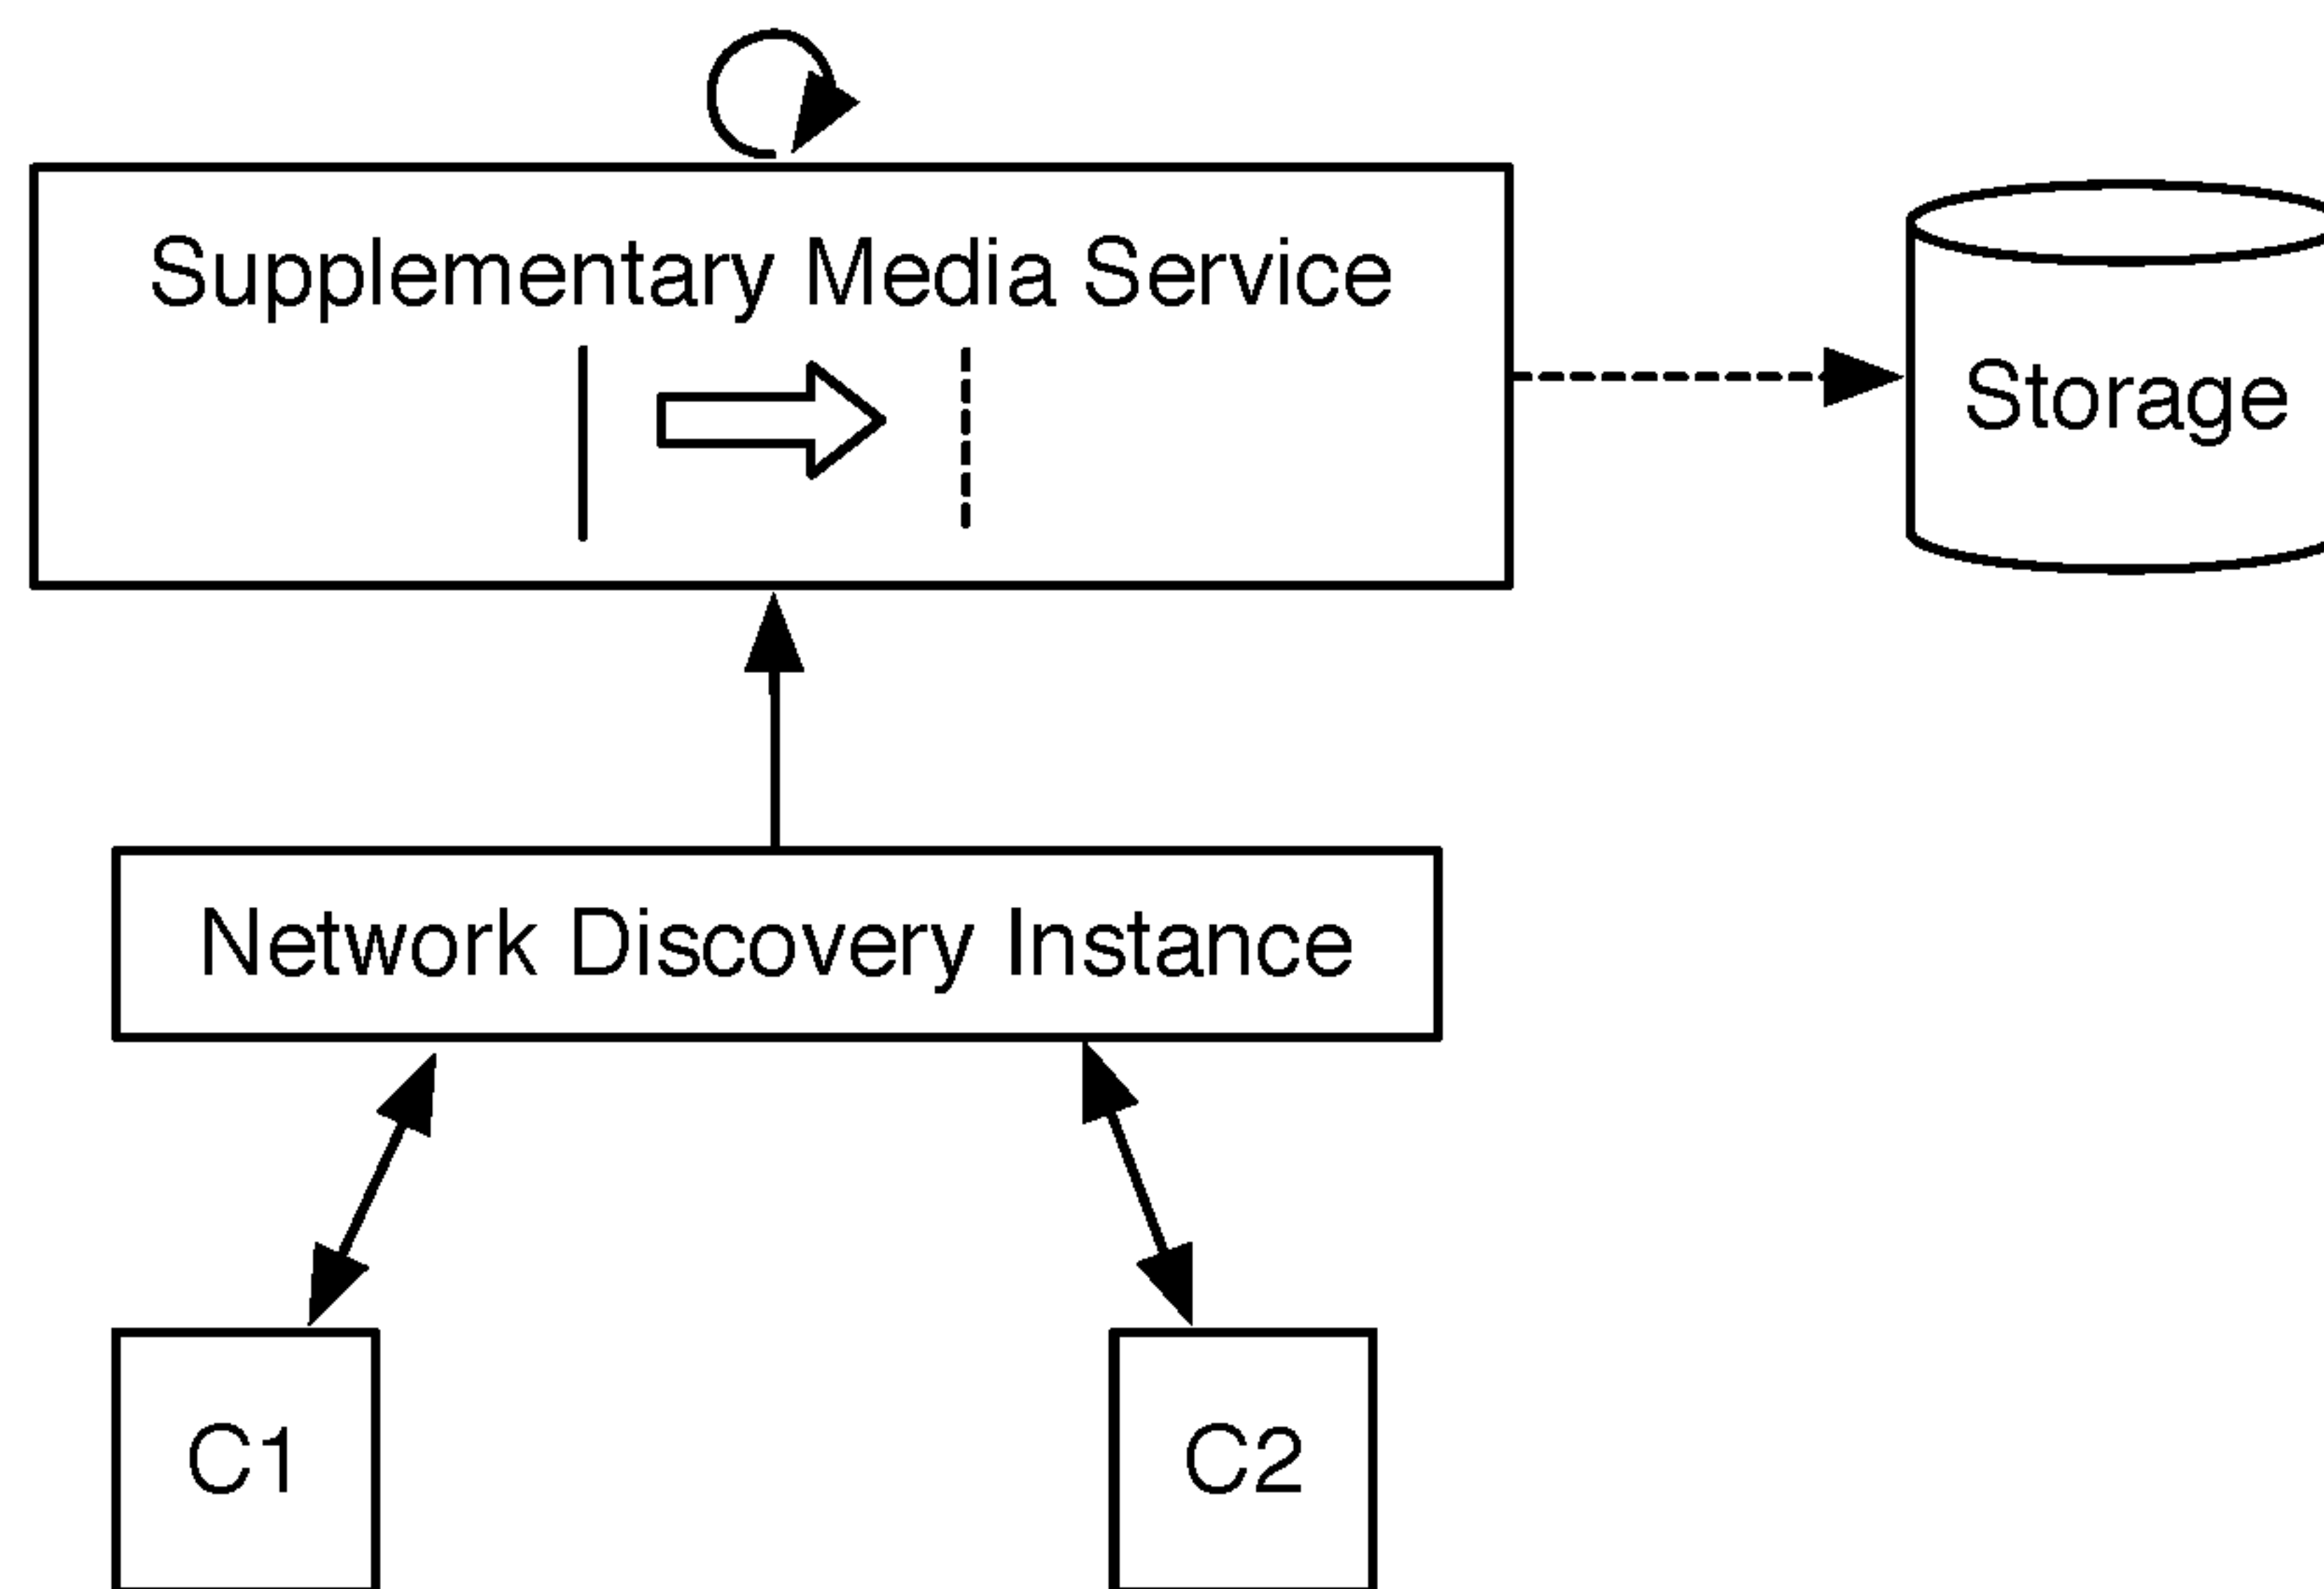 Supplementary Media Service
Storage
Network Discovery Instance
C1
C2